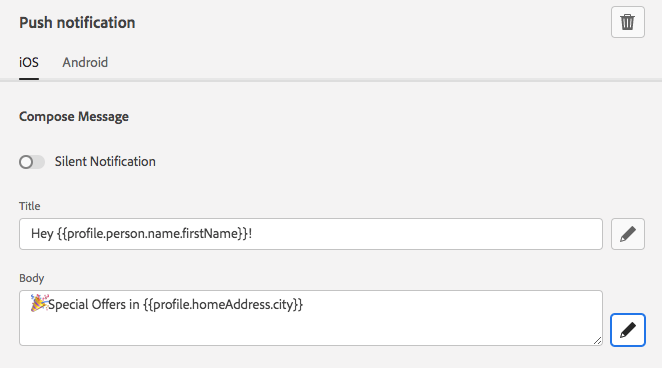 Push notification
iOS Android
Compose Message
Silent Notification
Title
Hey {{profile.person.name.firstName}}!
Body
🎉Special Offers in {{profile.homeAddress.city}}